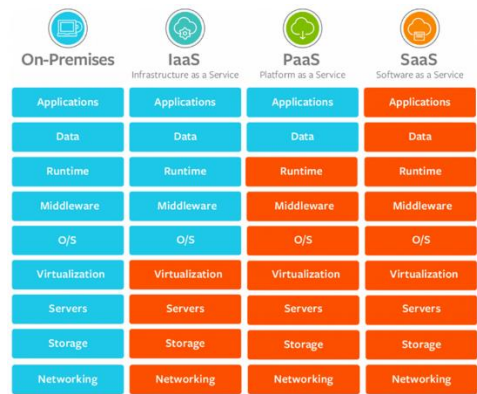 On-Premises IaaS PaaS SaaS
Infrastructure as a Service Platform as a Service Software as a Service
Applications Applications Applications Applications
Data Data Data Data
Runtime Runtime Runtime Runtime
Middleware Middleware Middleware Middleware
O/S O/S O/S O/S
Virtualization Virtualization Virtualization Virtualization
Servers Servers Servers Servers
Storage Storage Storage Storage
Networking Networking Networking Networking